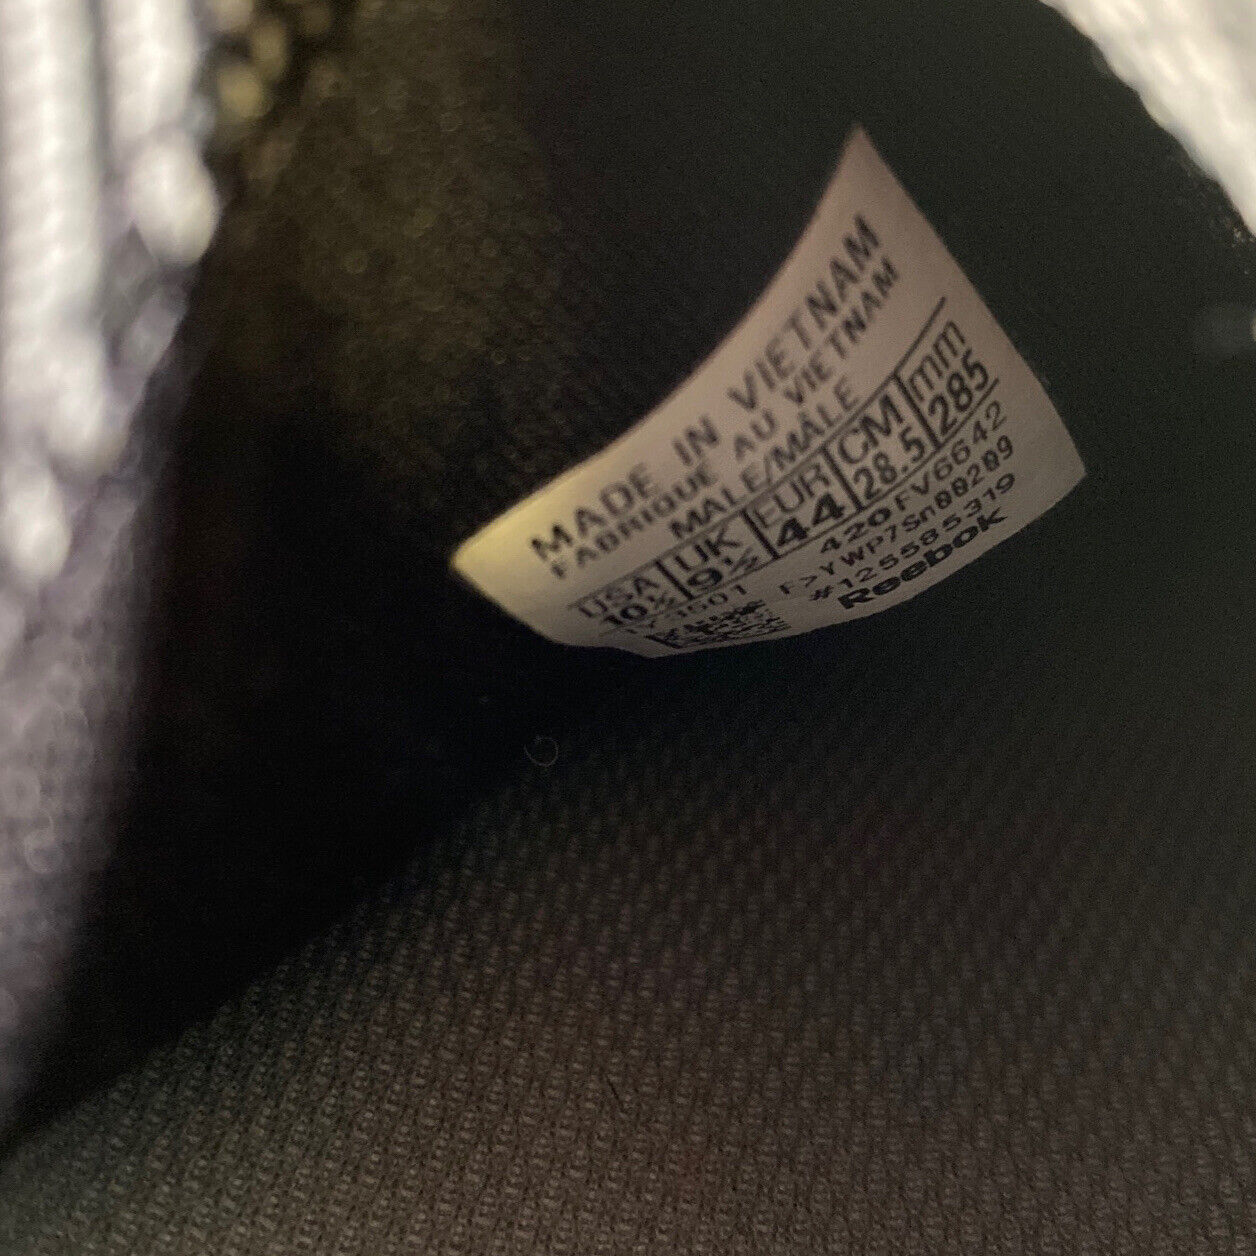 MADE IN VIETNAM
FABRIQUÉ AU VIETNAM
MALE/MÂLE
USA UK EUR CM mm
10½ 9½ 44 28.5 285
420 FV6642
F>YWP7Sn00209
#125585319
Reebok